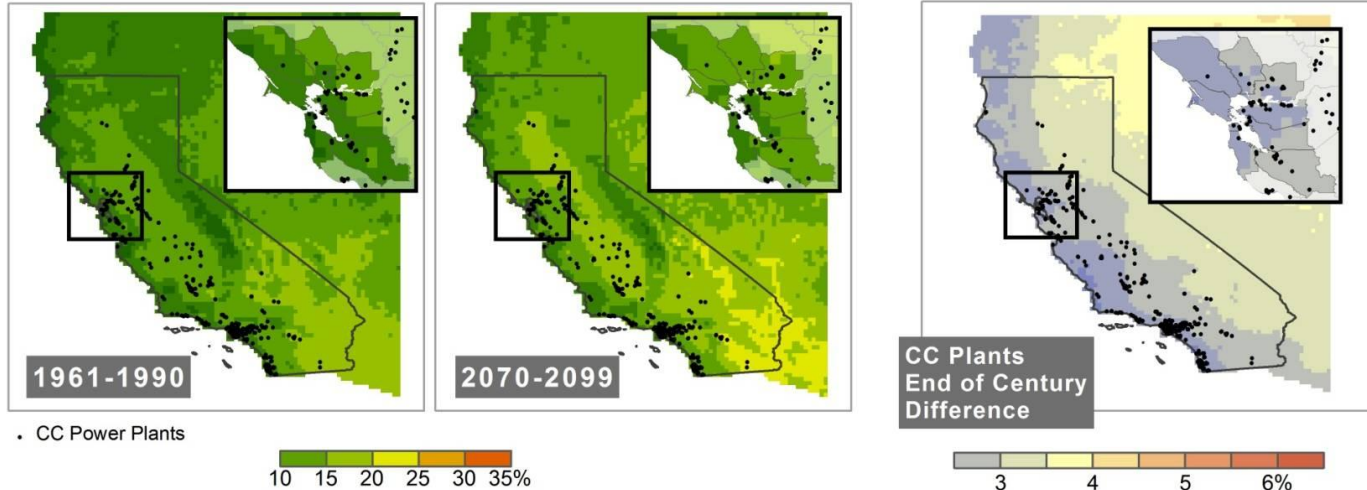 1961-1990
2070-2099
CC Plants
End of Century
Difference
CC Power Plants
10 15 20 25 30 35%
3 4 5 6%